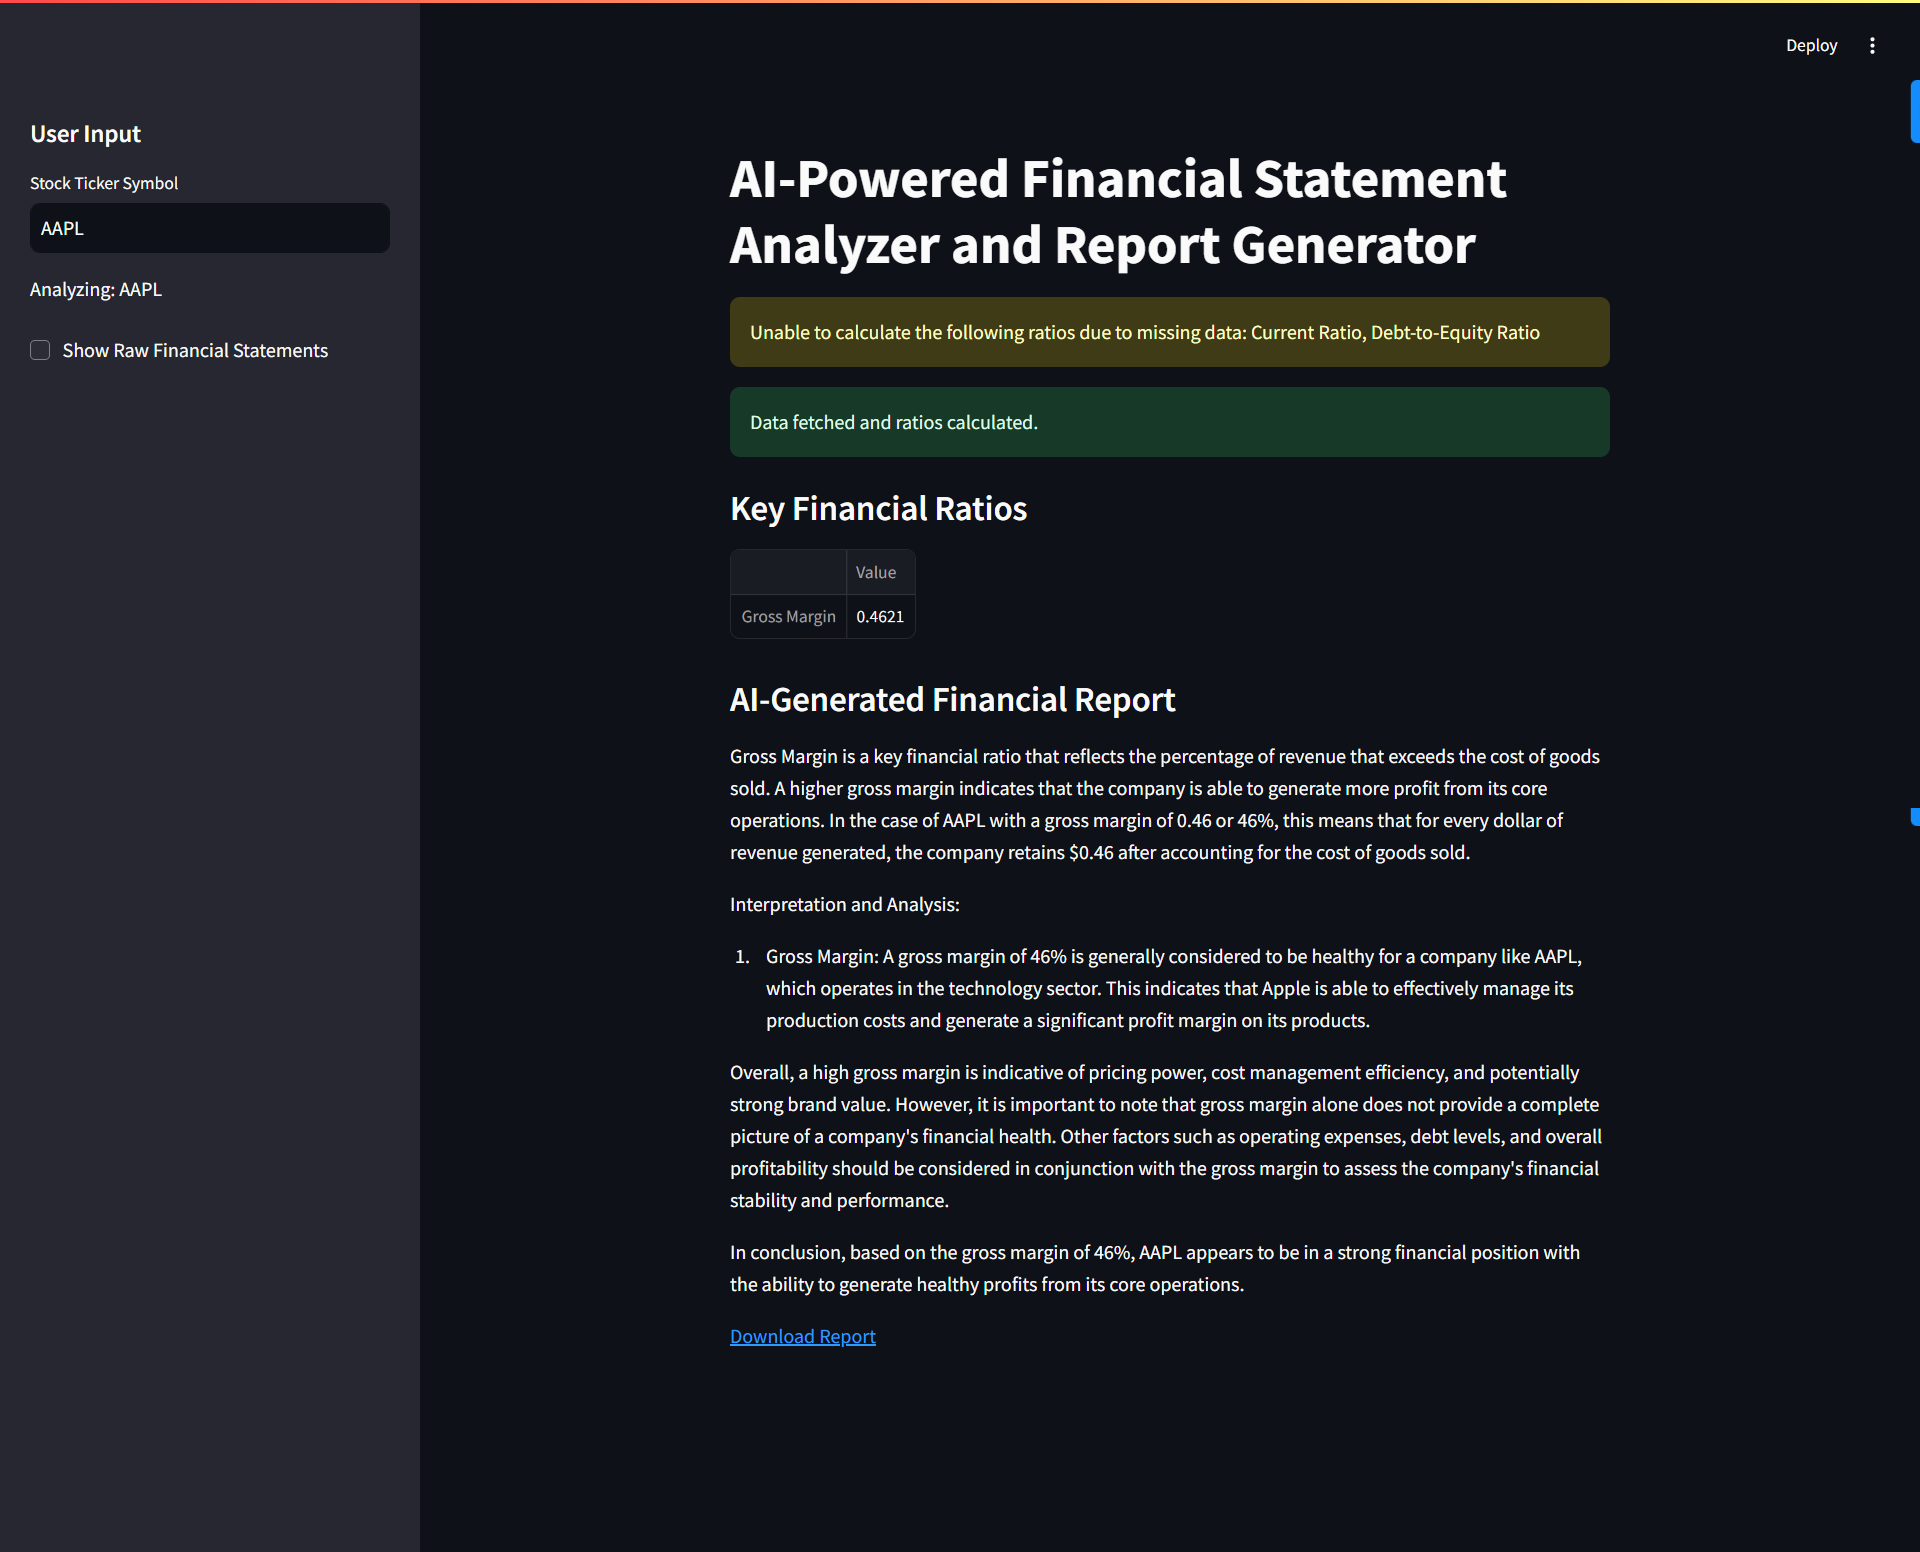 Deploy
User Input
Stock Ticker Symbol
AAPL
Analyzing: AAPL
Show Raw Financial Statements
AI-Powered Financial Statement
Analyzer and Report Generator
Unable to calculate the following ratios due to missing data: Current Ratio, Debt-to-Equity Ratio
Data fetched and ratios calculated.
Key Financial Ratios
Value
Gross Margin 0.4621
AI-Generated Financial Report
Gross Margin is a key financial ratio that reflects the percentage of revenue that exceeds the cost of goods
sold. A higher gross margin indicates that the company is able to generate more profit from its core
operations. In the case of AAPL with a gross margin of 0.46 or 46%, this means that for every dollar of
revenue generated, the company retains $0.46 after accounting for the cost of goods sold.
Interpretation and Analysis:
1. Gross Margin: A gross margin of 46% is generally considered to be healthy for a company like AAPL,
which operates in the technology sector. This indicates that Apple is able to effectively manage its
production costs and generate a significant profit margin on its products.
Overall, a high gross margin is indicative of pricing power, cost management efficiency, and potentially
strong brand value. However, it is important to note that gross margin alone does not provide a complete
picture of a company's financial health. Other factors such as operating expenses, debt levels, and overall
profitability should be considered in conjunction with the gross margin to assess the company's financial
stability and performance.
In conclusion, based on the gross margin of 46%, AAPL appears to be in a strong financial position with
the ability to generate healthy profits from its core operations.
Download Report